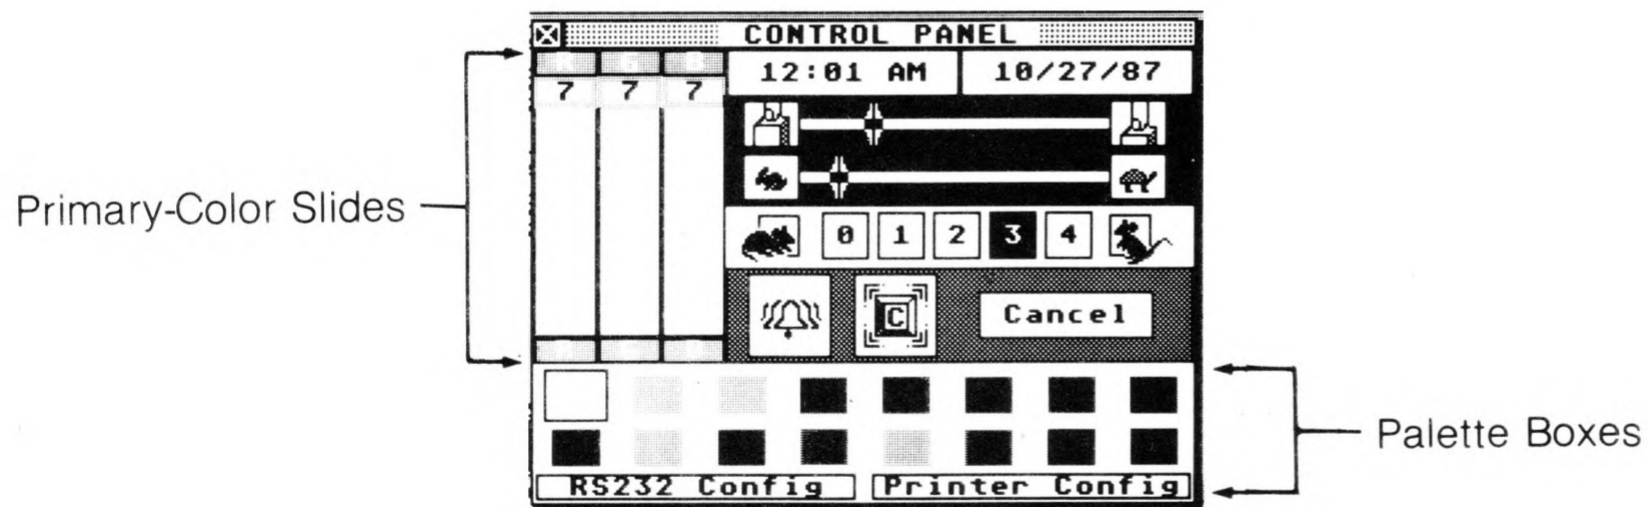 CONTROL PANEL
R G B
12:01 AM 10/27/87
7 7 7
Primary-Color Slides
0 1 2 3 4
C
Cancel
Palette Boxes
RS232 Config Printer Config